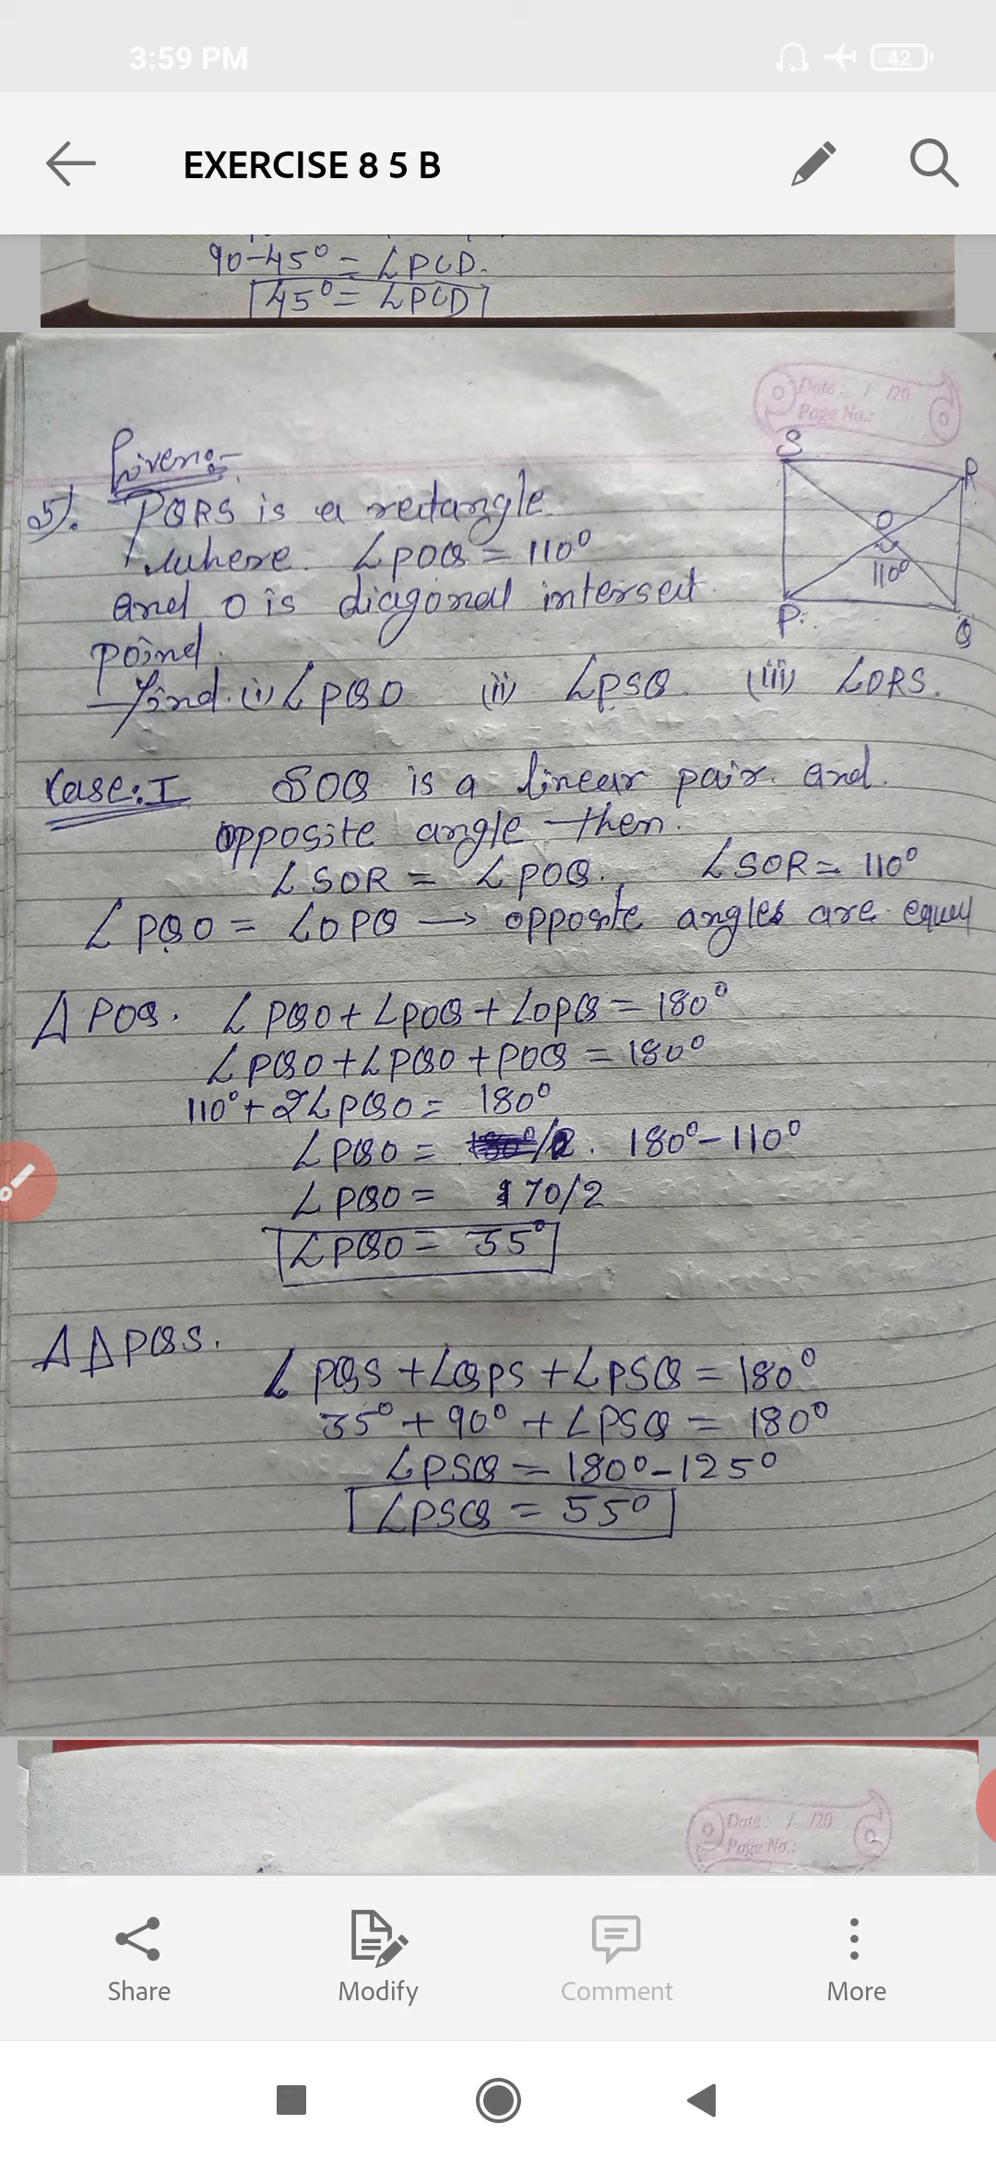 3:59 PM
42
EXERCISE 8 5 B
90-45° = ∠PCD.
45° = ∠PCD
Date: / /20
Page No.:
Given:-
5). PQRS is a rectangle
where. ∠POQ = 110°
and O is diagonal intersect
poind.
find. (i) ∠PQO (ii) ∠PSQ. (iii) ∠ORS.
S
R
O
110°
P.
Q
Case: I SOQ is a linear pair and.
opposite angle then.
∠SOR = ∠POQ. ∠SOR = 110°
∠PQO = ∠OPQ → opposite angles are equal
∆ POQ. ∠PQO + ∠POQ + ∠OPQ = 180°
∠PQO + ∠PQO + POQ = 180°
110° + 2∠PQO = 180°
∠PQO = 180° - 110°
∠PQO = 70/2
∠PQO = 35°
∆ PQS.
∠PQS + ∠QPS + ∠PSQ = 180°
35° + 90° + ∠PSQ = 180°
∠PSQ = 180° - 125°
∠PSQ = 55°
Date: / /20
Page No.:
Share
Modify
Comment
More